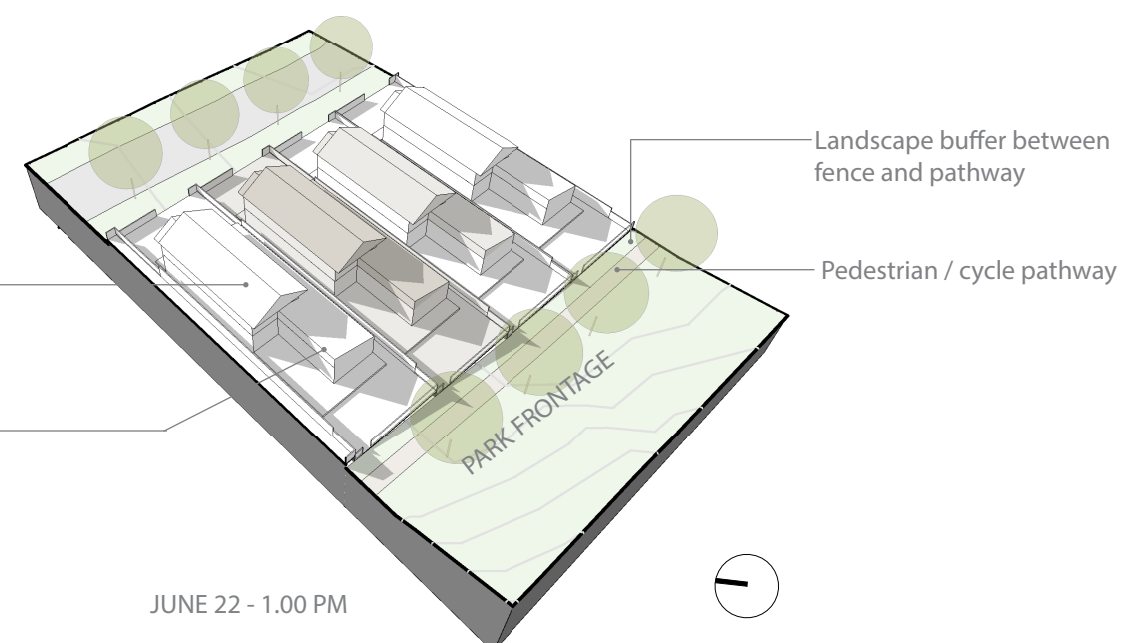 Landscape buffer between
fence and pathway
Pedestrian / cycle pathway
PARK FRONTAGE
JUNE 22 - 1.00 PM